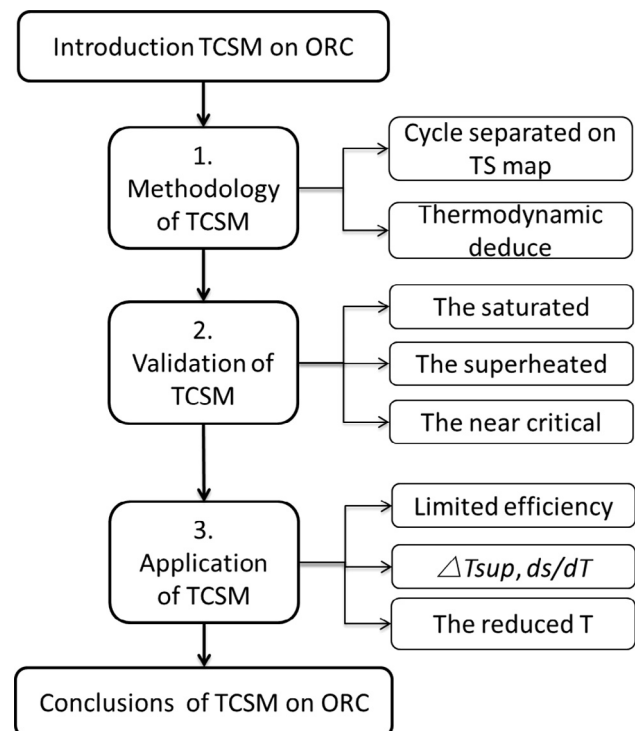 Introduction TCSM on ORC
1.
Methodology
of TCSM
Cycle separated on
TS map
Thermodynamic
deduce
2.
Validation of
TCSM
The saturated
The superheated
The near critical
3.
Application
of TCSM
Limited efficiency
△Tsup, ds/dT
The reduced T
Conclusions of TCSM on ORC